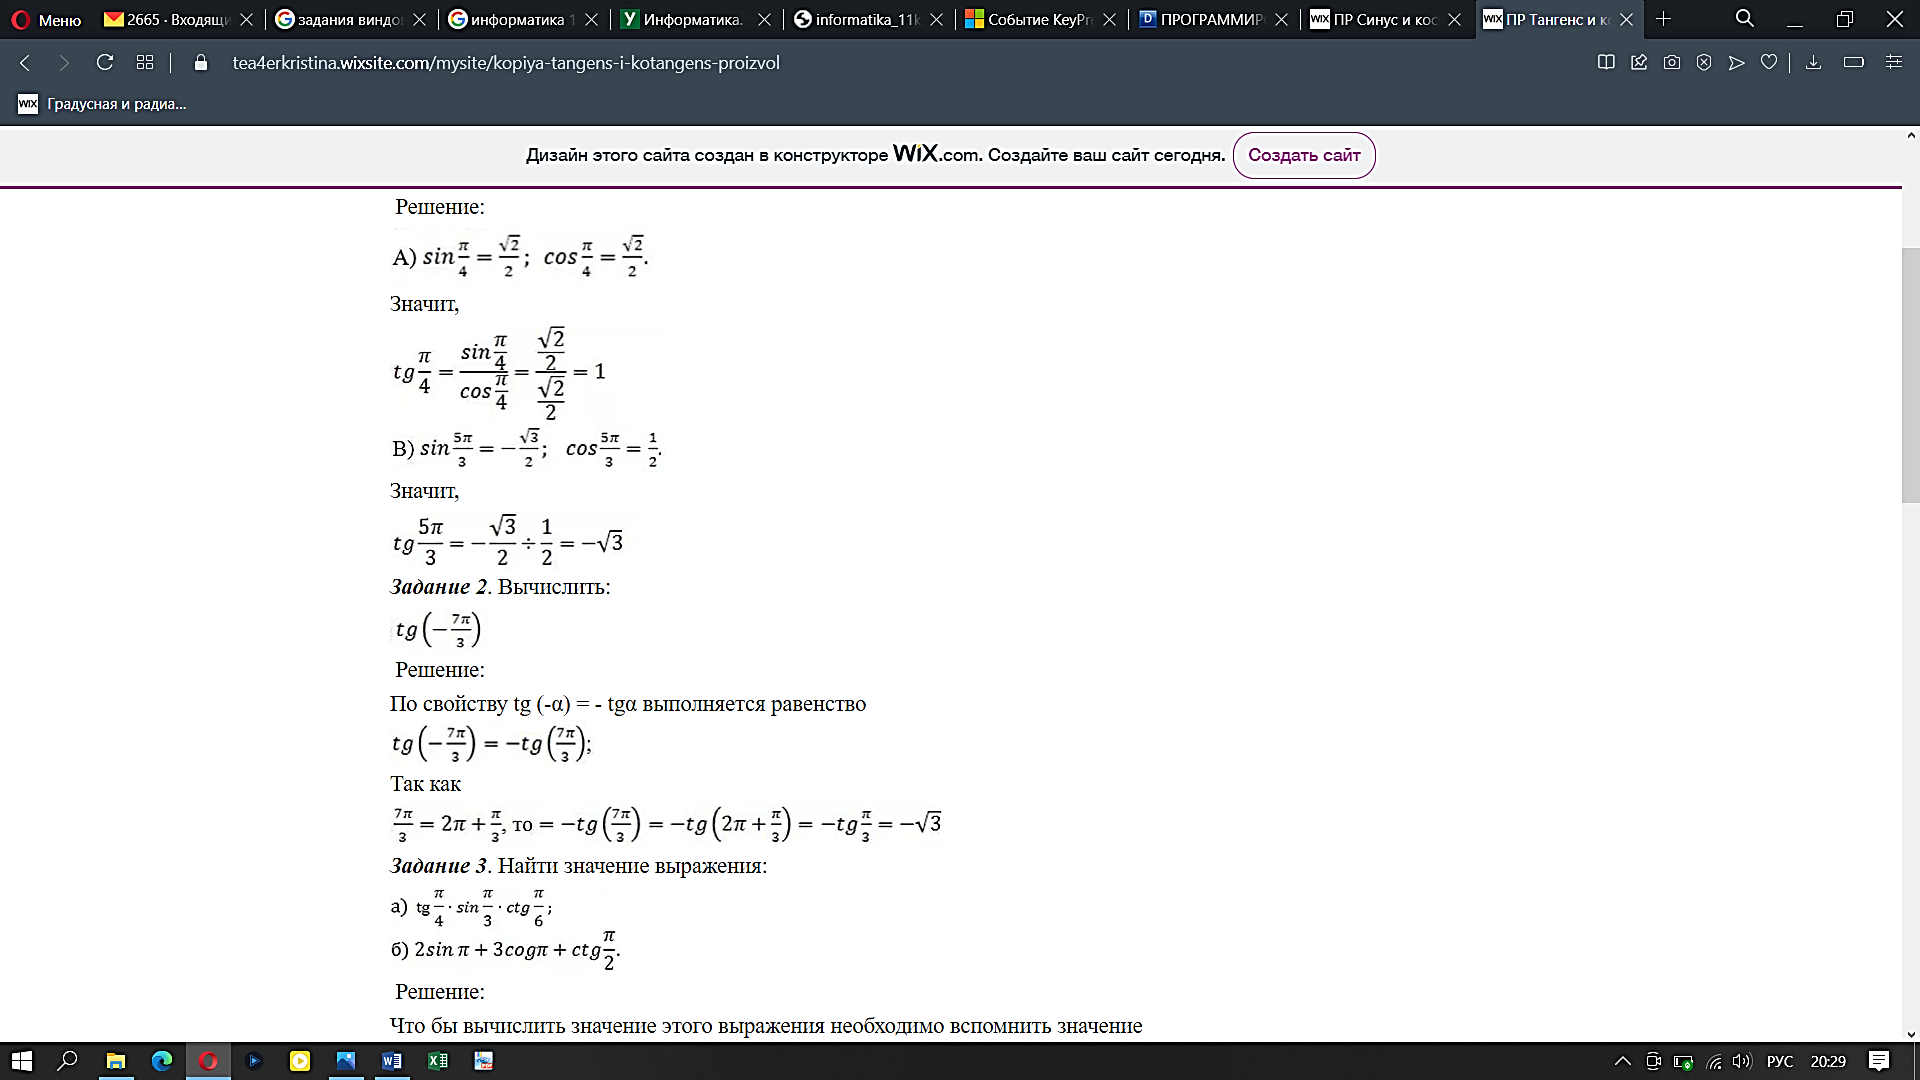 Меню
2665 · Входящи
задания виндо
информатика 1
Информатика.
informatika_11k
Событие KeyPre
ПРОГРАММИР
ПР Синус и кос
ПР Тангенс и к
tea4erkristina.wixsite.com/mysite/kopiya-tangens-i-kotangens-proizvol
WIX Градусная и радиа...
Дизайн этого сайта создан в конструкторе WiX.com. Создайте ваш сайт сегодня. Создать сайт
Решение:
А) sin π/4 = √2/2; cos π/4 = √2/2.
Значит,
tg π/4 = (sin π/4)/(cos π/4) = (√2/2)/(√2/2) = 1
В) sin 5π/3 = −√3/2; cos 5π/3 = 1/2.
Значит,
tg 5π/3 = −√3/2 ÷ 1/2 = −√3
Задание 2. Вычислить:
tg(−7π/3)
Решение:
По свойству tg (-α) = - tgα выполняется равенство
tg(−7π/3) = −tg(7π/3);
Так как
7π/3 = 2π + π/3, то = −tg(7π/3) = −tg(2π + π/3) = −tg π/3 = −√3
Задание 3. Найти значение выражения:
а) tg π/4 · sin π/3 · ctg π/6;
б) 2sin π + 3cogπ + ctg π/2.
Решение:
Что бы вычислить значение этого выражения необходимо вспомнить значение
РУС 20:29